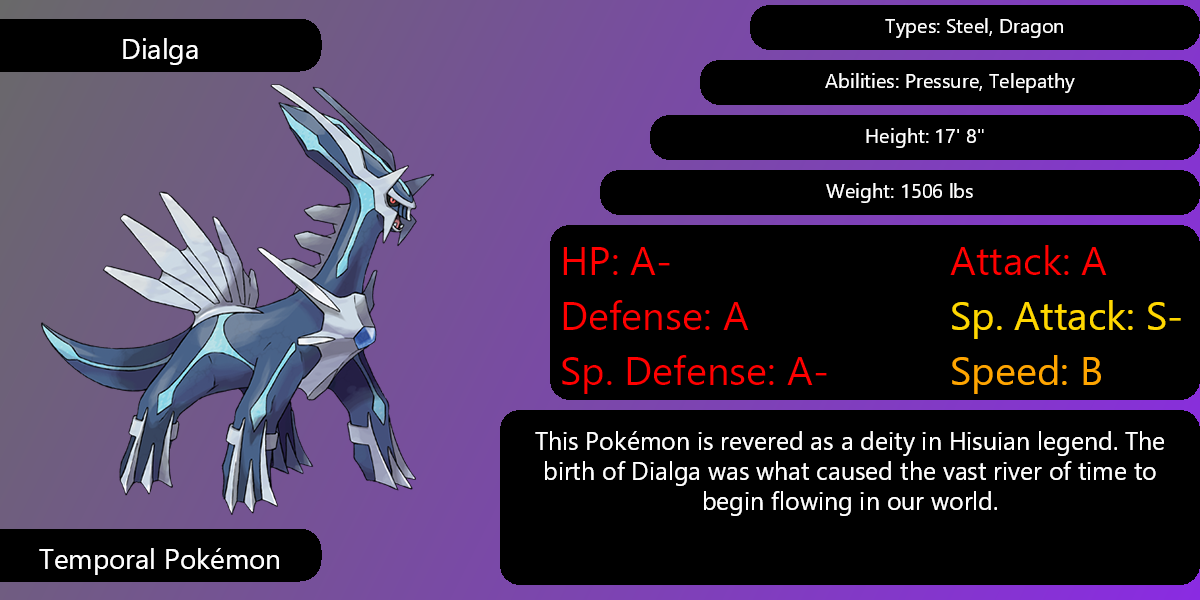 Dialga
Types: Steel, Dragon
Abilities: Pressure, Telepathy
Height: 17' 8"
Weight: 1506 lbs
HP: A-
Attack: A
Defense: A
Sp. Attack: S-
Sp. Defense: A-
Speed: B
This Pokémon is revered as a deity in Hisuian legend. The
birth of Dialga was what caused the vast river of time to
begin flowing in our world.
Temporal Pokémon